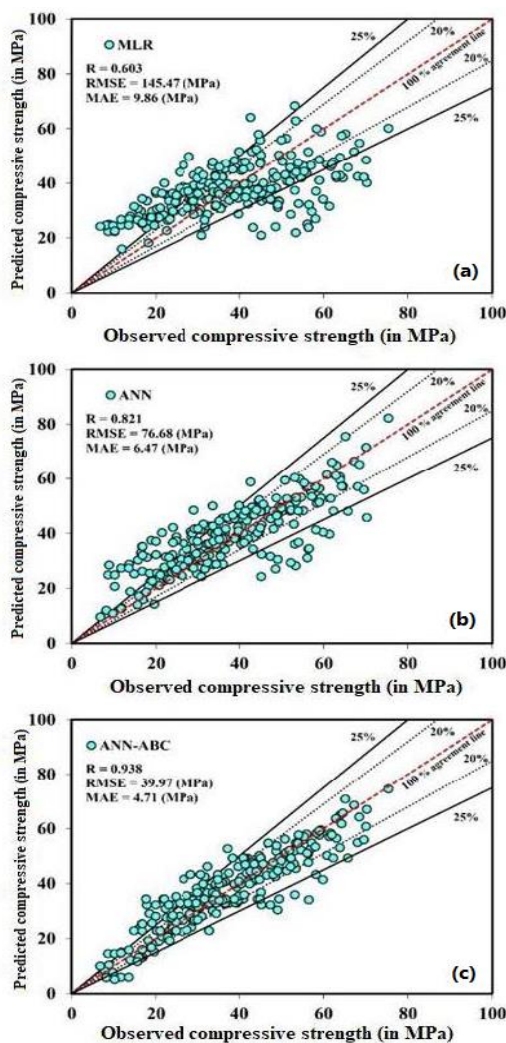 100
80
60
40
20
0
Predicted compressive strength (in MPa)
MLR
R = 0.603
RMSE = 145.47 (MPa)
MAE = 9.86 (MPa)
25%
20%
100 % agreement line
20%
25%
(a)
0 20 40 60 80 100
Observed compressive strength (in MPa)
100
80
60
40
20
0
Predicted compressive strength (in MPa)
ANN
R = 0.821
RMSE = 76.68 (MPa)
MAE = 6.47 (MPa)
25%
20%
100 % agreement line
20%
25%
(b)
0 20 40 60 80 100
Observed compressive strength (in MPa)
100
80
60
40
20
0
Predicted compressive strength (in MPa)
ANN-ABC
R = 0.938
RMSE = 39.97 (MPa)
MAE = 4.71 (MPa)
25%
20%
100 % agreement line
20%
25%
(c)
0 20 40 60 80 100
Observed compressive strength (in MPa)